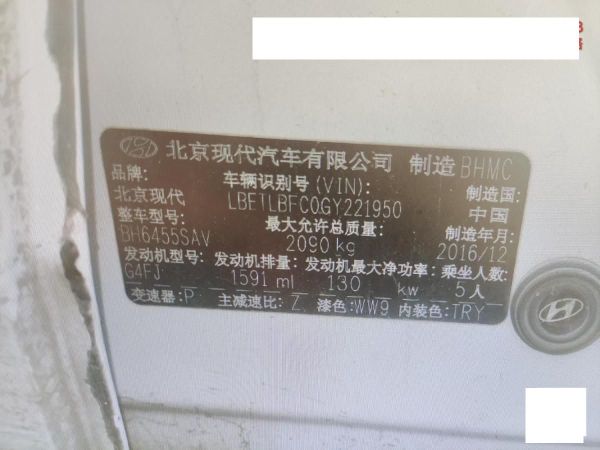 北京现代汽车有限公司 制造 BHMC
品牌: 车辆识别号(VIN): 制造国:
北京现代 LBETLBFC0GY221950 中国
整车型号: 最大允许总质量: 制造年月:
BH6455SAV 2090 kg 2016/12
发动机型号: 发动机排量: 发动机最大净功率: 乘坐人数:
G4FJ 1591 ml 130 kw 5人
变速器:P 主减速比: Z 漆色:WW9 内装色:TRY